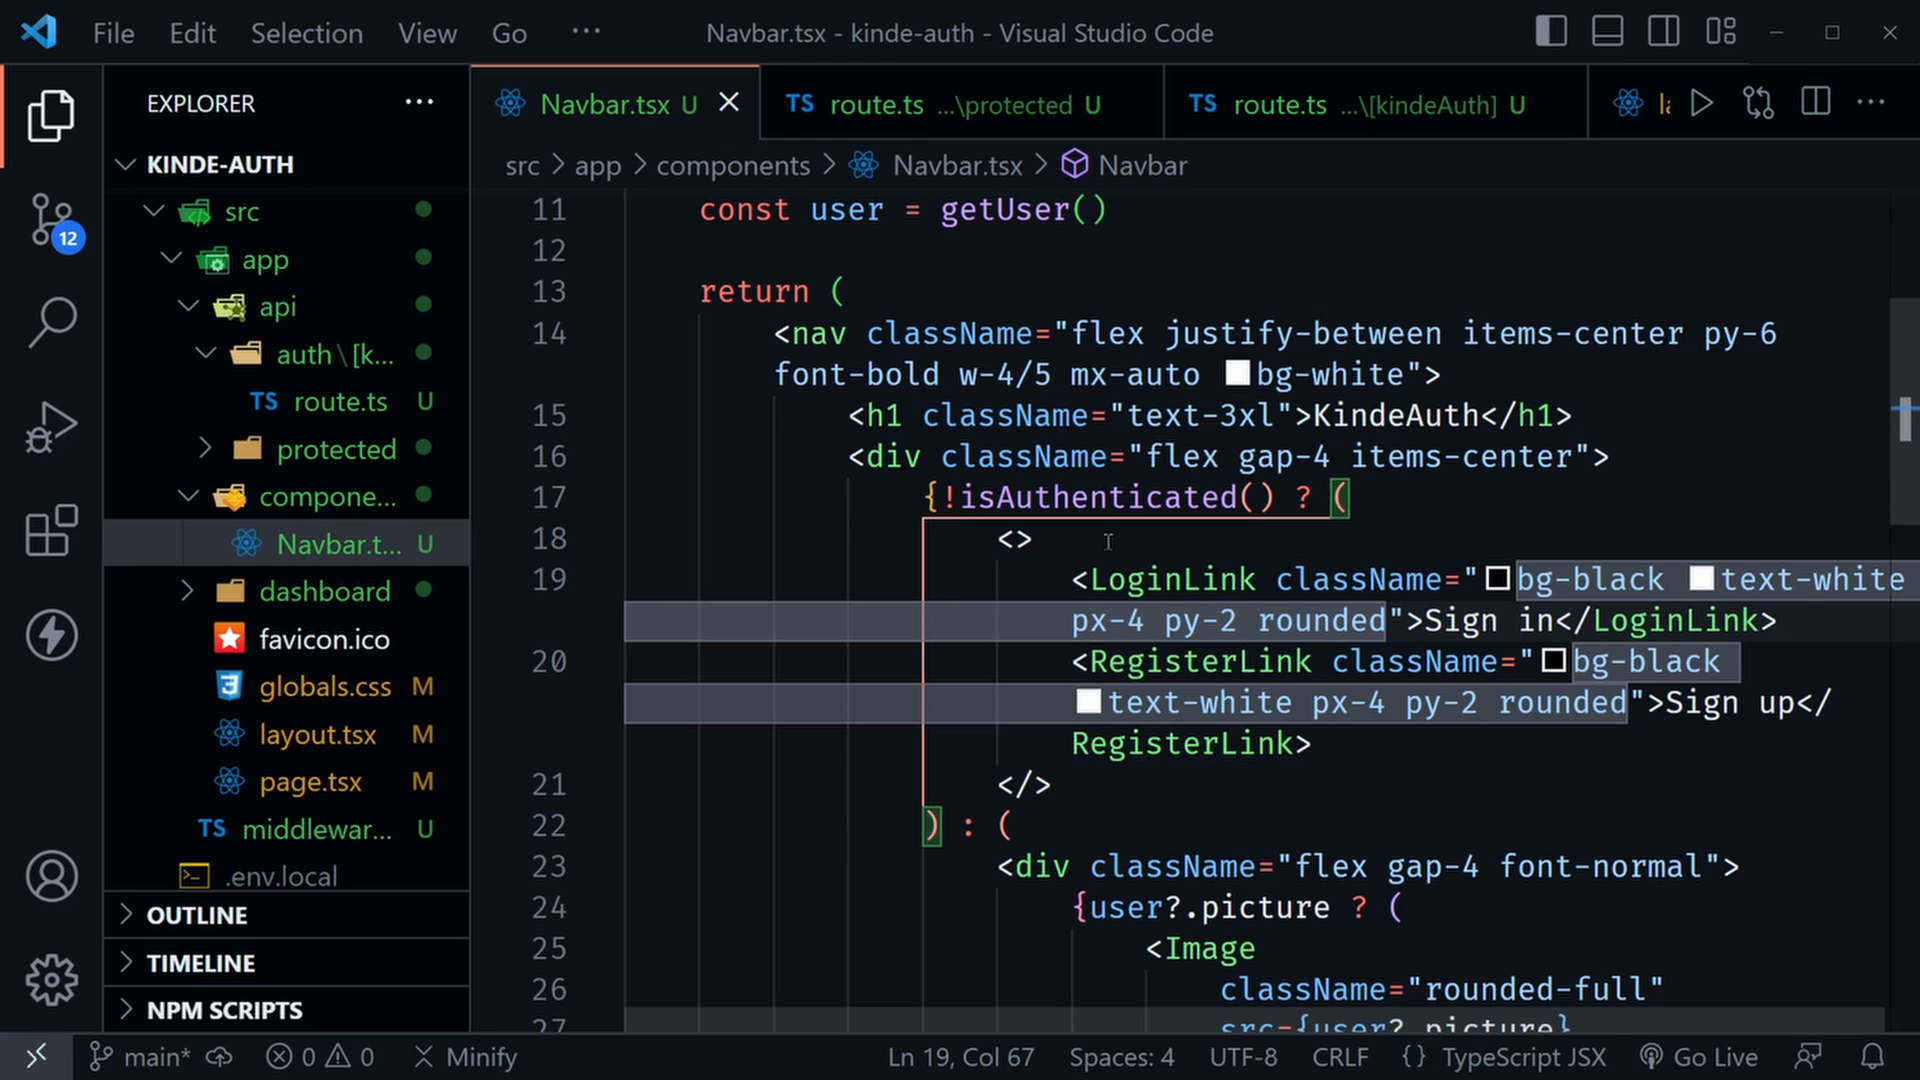 File Edit Selection View Go ··· Navbar.tsx - kinde-auth - Visual Studio Code
EXPLORER ···
Navbar.tsx U
TS route.ts ...\protected U
TS route.ts ...\[kindeAuth] U
KINDE-AUTH
src
app
api
auth\[k...
TS route.ts U
protected
compone...
Navbar.t... U
dashboard
favicon.ico
globals.css M
layout.tsx M
page.tsx M
TS middlewar... U
.env.local
OUTLINE
TIMELINE
NPM SCRIPTS
12
src > app > components > Navbar.tsx > Navbar
11 const user = getUser()
12
13 return (
14 <nav className="flex justify-between items-center py-6
font-bold w-4/5 mx-auto bg-white">
15 <h1 className="text-3xl">KindeAuth</h1>
16 <div className="flex gap-4 items-center">
17 {!isAuthenticated() ? (
18 <>
19 <LoginLink className="bg-black text-white
px-4 py-2 rounded">Sign in</LoginLink>
20 <RegisterLink className="bg-black
text-white px-4 py-2 rounded">Sign up</
RegisterLink>
21 </>
22 ) : (
23 <div className="flex gap-4 font-normal">
24 {user?.picture ? (
25 <Image
26 className="rounded-full"
27 src={user?.picture}
main* 0 0 Minify Ln 19, Col 67 Spaces: 4 UTF-8 CRLF {} TypeScript JSX Go Live